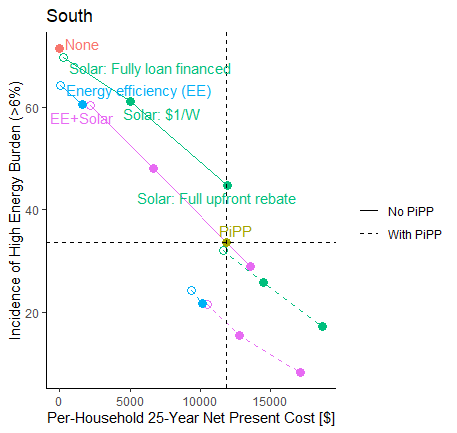 South
None
Solar: Fully loan financed
Energy efficiency (EE)
EE+Solar
Solar: $1/W
Solar: Full upfront rebate
PiPP
60
40
20
0
5000
10000
15000
Per-Household 25-Year Net Present Cost [$]
Incidence of High Energy Burden (>6%)
No PiPP
With PiPP